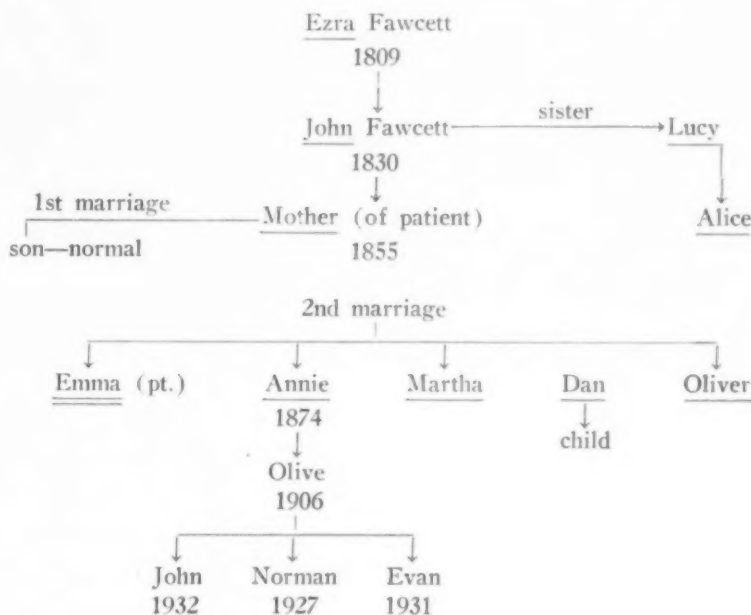 Ezra Fawcett
1809
sister
John Fawcett Lucy
1830
1st marriage
Mother (of patient) Alice
son—normal
1855
2nd marriage
Emma (pt.) Annie Martha Dan Oliver
1874 child
Olive
1906
John Norman Evan
1932 1927 1931